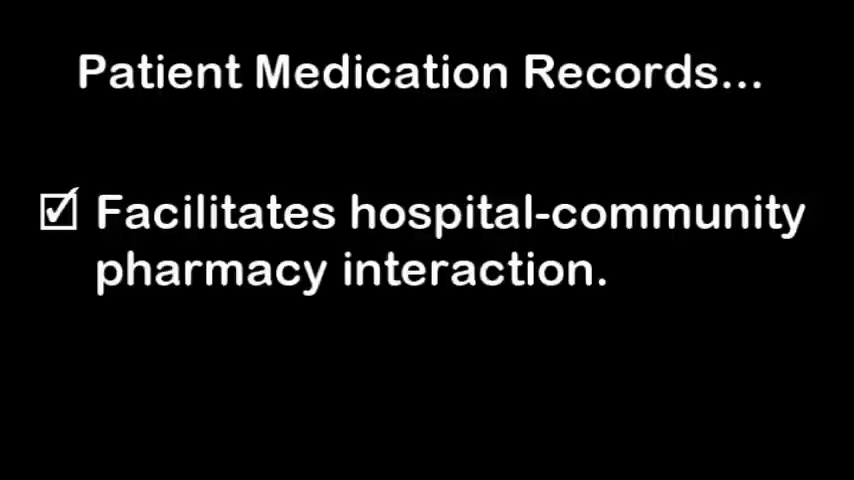 Patient Medication Records...
☑ Facilitates hospital-community
pharmacy interaction.